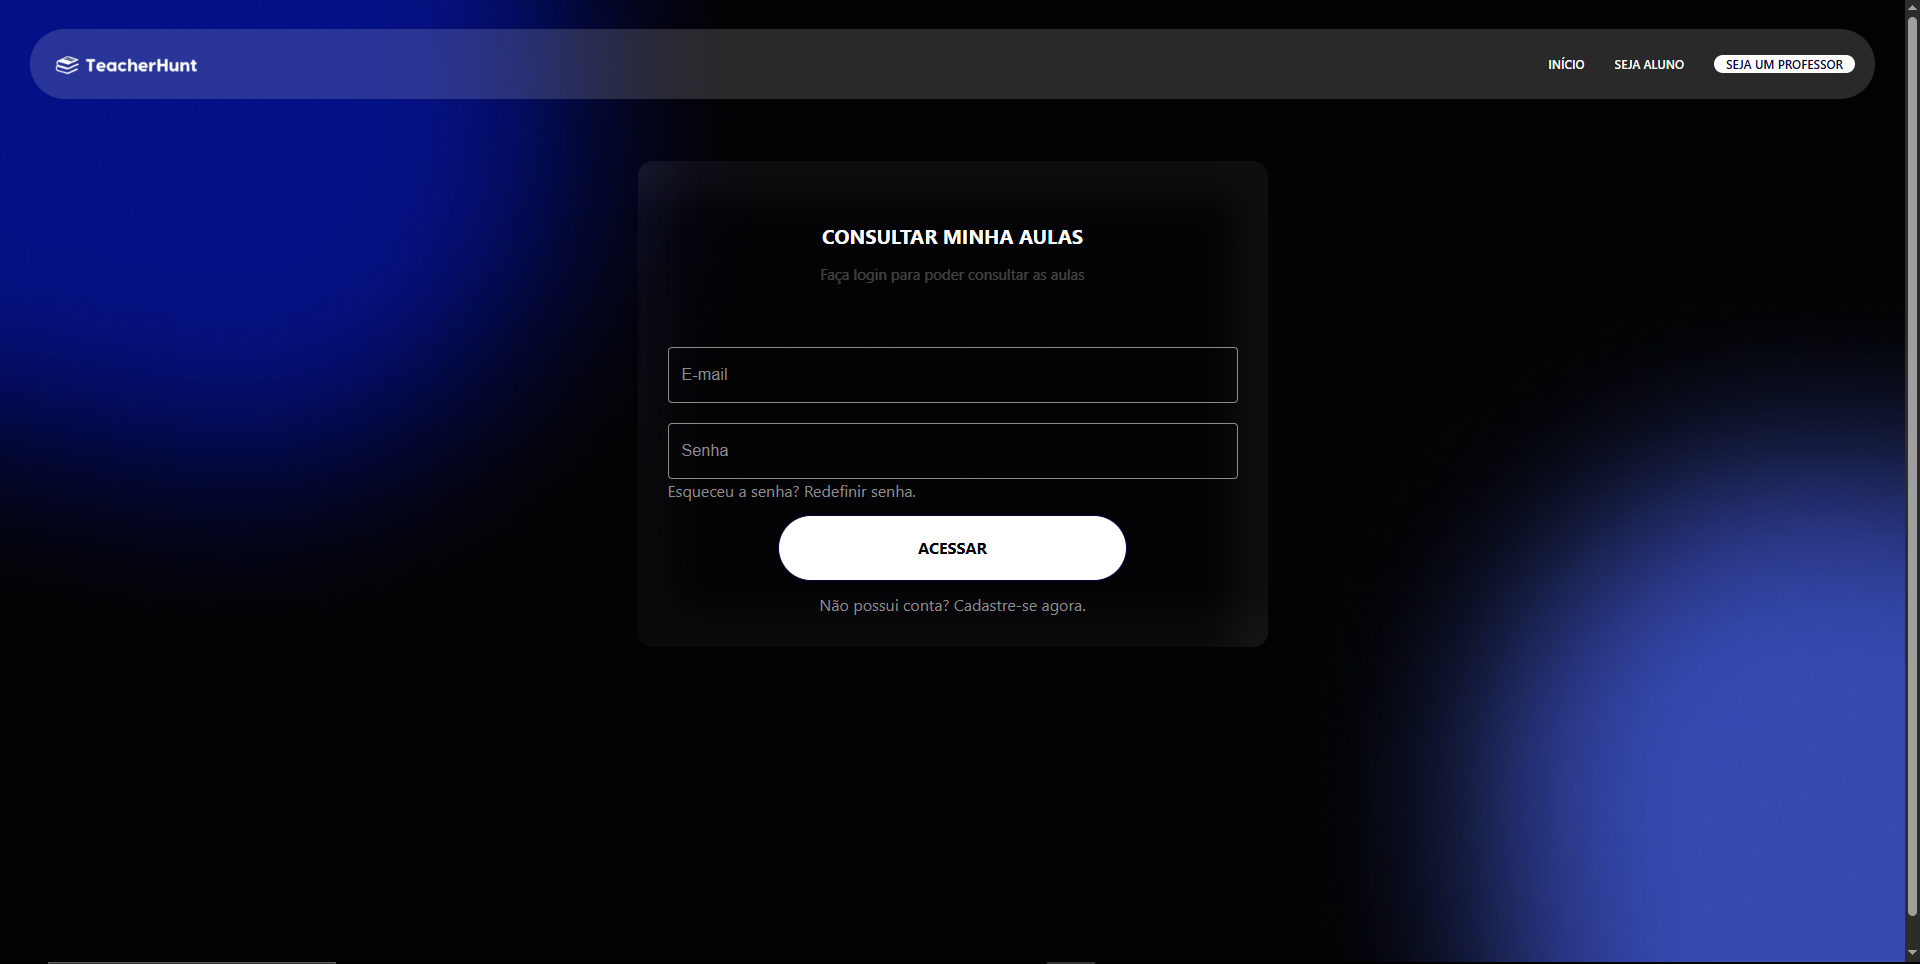 TeacherHunt
INÍCIO
SEJA ALUNO
SEJA UM PROFESSOR
CONSULTAR MINHA AULAS
Faça login para poder consultar as aulas
E-mail
Senha
Esqueceu a senha? Redefinir senha.
ACESSAR
Não possui conta? Cadastre-se agora.